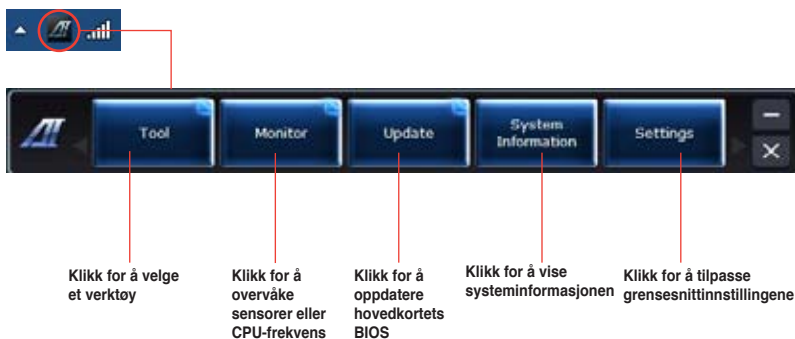 Tool
Monitor
Update
System
Information
Settings
Klikk for å velge
et verktøy
Klikk for å
overvåke
sensorer eller
CPU-frekvens
Klikk for å
oppdatere
hovedkortets
BIOS
Klikk for å vise
systeminformasjonen
Klikk for å tilpasse
grensesnittinnstillingene